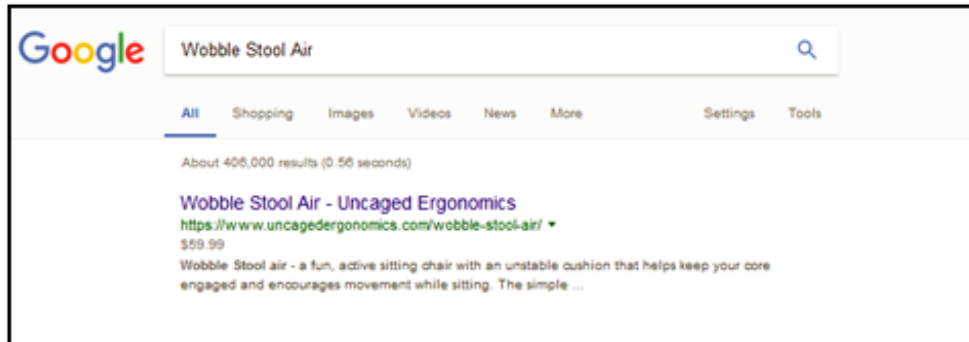 Google
Wobble Stool Air
All Shopping Images Videos News More Settings Tools
About 406,000 results (0.56 seconds)
Wobble Stool Air - Uncaged Ergonomics
https://www.uncagedergonomics.com/wobble-stool-air/
$59.99
Wobble Stool air - a fun, active sitting chair with an unstable cushion that helps keep your core
engaged and encourages movement while sitting. The simple ...